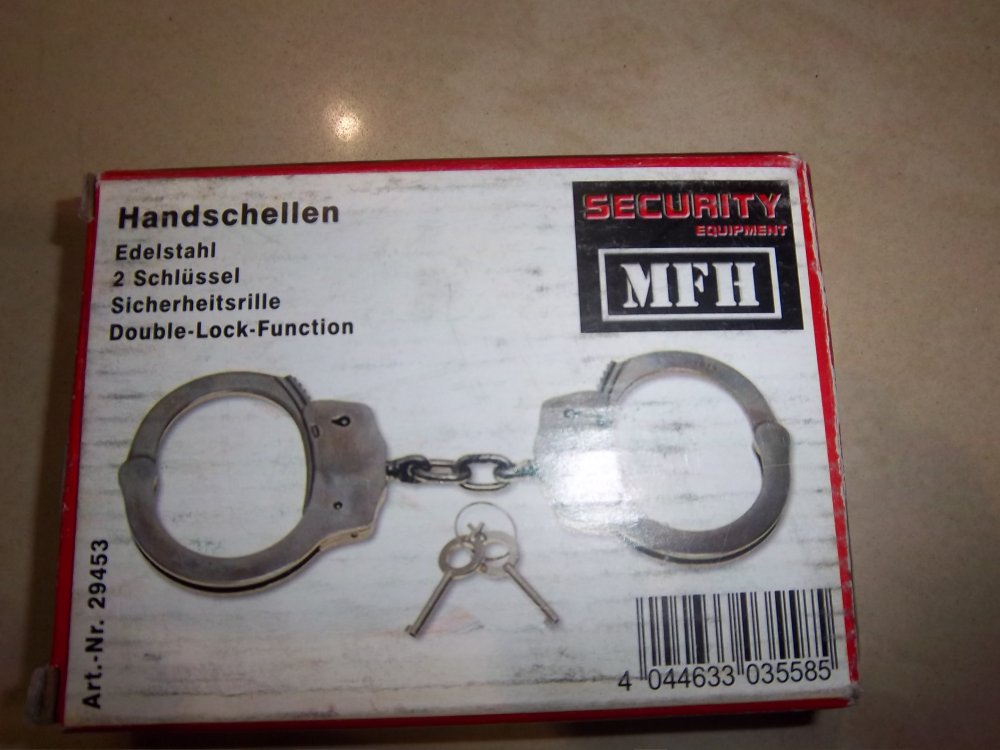 Handschellen
Edelstahl
2 Schlüssel
Sicherheitsrille
Double-Lock-Function
SECURITY
EQUIPMENT
MFH
Art.-Nr. 29453
4 044633 035585